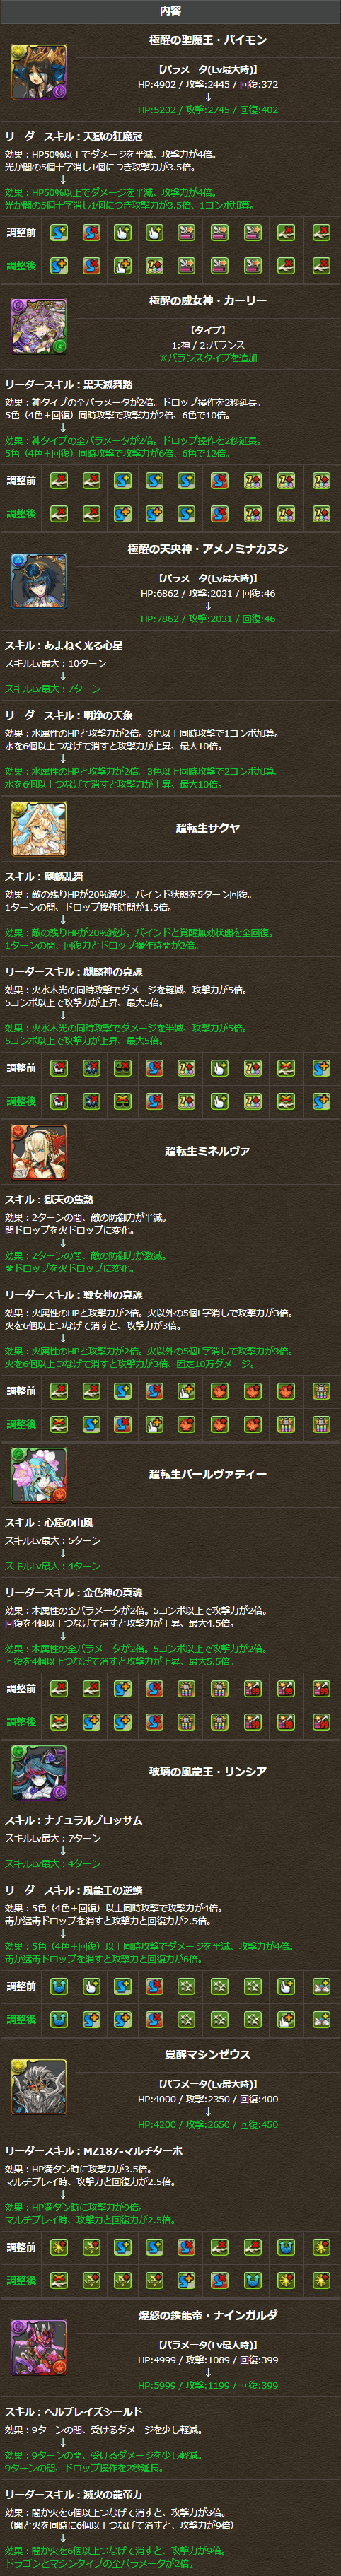 内容
極醒の聖魔王・パイモン
【パラメータ(Lv最大時)】
HP:4902 / 攻撃:2445 / 回復:372
↓
HP:5202 / 攻撃:2745 / 回復:402
リーダースキル：天獄の狂魔冠
効果：HP50%以上でダメージを半減、攻撃力が4倍。
光か闇の5個十字消し1個につき攻撃力が3.5倍。
↓
効果：HP50%以上でダメージを半減、攻撃力が4倍。
光か闇の5個十字消し1個につき攻撃力が3.5倍、1コンボ加算。
調整前
調整後
極醒の威女神・カーリー
【タイプ】
1:神 / 2:バランス
※バランスタイプを追加
リーダースキル：黒天滅舞踏
効果：神タイプの全パラメータが2倍。ドロップ操作を2秒延長。
5色（4色＋回復）同時攻撃で攻撃力が2倍、6色で10倍。
↓
効果：神タイプの全パラメータが2倍。ドロップ操作を2秒延長。
5色（4色＋回復）同時攻撃で攻撃力が6倍、6色で12倍。
調整前
調整後
極醒の天央神・アメノミナカヌシ
【パラメータ(Lv最大時)】
HP:6862 / 攻撃:2031 / 回復:46
↓
HP:7862 / 攻撃:2031 / 回復:46
スキル：あまねく光る心星
スキルLv最大：10ターン
↓
スキルLv最大：7ターン
リーダースキル：明浄の天象
効果：水属性のHPと攻撃力が2倍。3色以上同時攻撃で1コンボ加算。
水を6個以上つなげて消すと攻撃力が上昇、最大10倍。
↓
効果：水属性のHPと攻撃力が2倍。3色以上同時攻撃で2コンボ加算。
水を6個以上つなげて消すと攻撃力が上昇、最大10倍。
超転生サクヤ
スキル：麒麟乱舞
効果：敵の残りHPが20%減少。バインド状態を5ターン回復。
1ターンの間、ドロップ操作時間が1.5倍。
↓
効果：敵の残りHPが20%減少。バインドと覚醒無効状態を全回復。
1ターンの間、回復力とドロップ操作時間が2倍。
リーダースキル：麒麟神の真魂
効果：火水木光の同時攻撃でダメージを軽減、攻撃力が5倍。
5コンボ以上で攻撃力が上昇、最大5倍。
↓
効果：火水木光の同時攻撃でダメージを半減、攻撃力が5倍。
5コンボ以上で攻撃力が上昇、最大5倍。
調整前
調整後
超転生ミネルヴァ
スキル：獄天の焦熱
効果：2ターンの間、敵の防御力が半減。
闇ドロップを火ドロップに変化。
↓
効果：2ターンの間、敵の防御力が激減。
闇ドロップを火ドロップに変化。
リーダースキル：戦女神の真魂
効果：火属性のHPと攻撃力が2倍。火以外の5個L字消しで攻撃力が3倍。
火を6個以上つなげて消すと、攻撃力が3倍。
↓
効果：火属性のHPと攻撃力が2倍。火以外の5個L字消しで攻撃力が3倍。
火を6個以上つなげて消すと攻撃力が3倍、固定10万ダメージ。
調整前
調整後
超転生パールヴァティー
スキル：心癒の山風
スキルLv最大：5ターン
↓
スキルLv最大：4ターン
リーダースキル：金色神の真魂
効果：木属性の全パラメータが2倍。5コンボ以上で攻撃力が2倍。
回復を4個以上つなげて消すと攻撃力が上昇、最大4.5倍。
↓
効果：木属性の全パラメータが2倍。5コンボ以上で攻撃力が2倍。
回復を4個以上つなげて消すと攻撃力が上昇、最大5.5倍。
調整前
調整後
玻璃の風龍王・リンシア
スキル：ナチュラルブロッサム
スキルLv最大：7ターン
↓
スキルLv最大：4ターン
リーダースキル：風龍王の逆鱗
効果：5色（4色＋回復）以上同時攻撃で攻撃力が4倍。
毒か猛毒ドロップを消すと攻撃力と回復力が2.5倍。
↓
効果：5色（4色＋回復）以上同時攻撃でダメージを半減、攻撃力が4倍。
毒か猛毒ドロップを消すと攻撃力と回復力が6倍。
調整前
調整後
覚醒マシンゼウス
【パラメータ(Lv最大時)】
HP:4000 / 攻撃:2350 / 回復:400
↓
HP:4200 / 攻撃:2650 / 回復:450
リーダースキル：MZ187-マルチターボ
効果：HP満タン時に攻撃力が3.5倍。
マルチプレイ時、攻撃力と回復力が2.5倍。
↓
効果：HP満タン時に攻撃力が9倍。
マルチプレイ時、攻撃力と回復力が2.5倍。
調整前
調整後
爆怒の鉄龍帝・ナインガルダ
【パラメータ(Lv最大時)】
HP:4999 / 攻撃:1089 / 回復:399
↓
HP:5999 / 攻撃:1199 / 回復:399
スキル：ヘルブレイズシールド
効果：9ターンの間、受けるダメージを少し軽減。
↓
効果：9ターンの間、受けるダメージを少し軽減。
9ターンの間、ドロップ操作を2秒延長。
リーダースキル：滅火の龍帝力
効果：闇か火を6個以上つなげて消すと、攻撃力が3倍。
（闇と火を同時に6個以上つなげて消すと、攻撃力が9倍）
↓
効果：闇か火を6個以上つなげて消すと、攻撃力が9倍。
ドラゴンとマシンタイプの全パラメータが2倍。